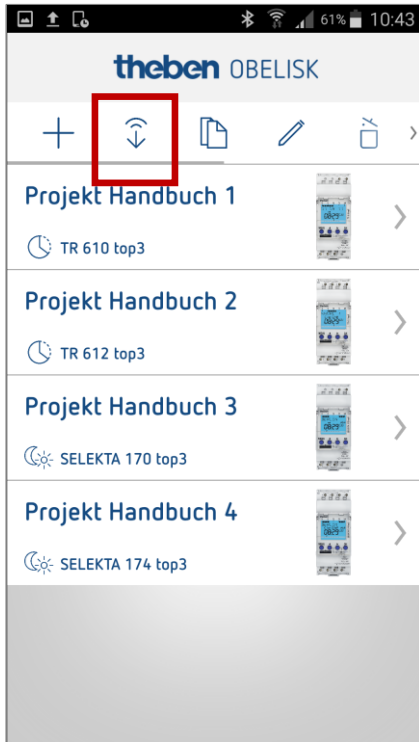 61% 10:43
theben OBELISK
Projekt Handbuch 1
TR 610 top3
Projekt Handbuch 2
TR 612 top3
Projekt Handbuch 3
SELEKTA 170 top3
Projekt Handbuch 4
SELEKTA 174 top3